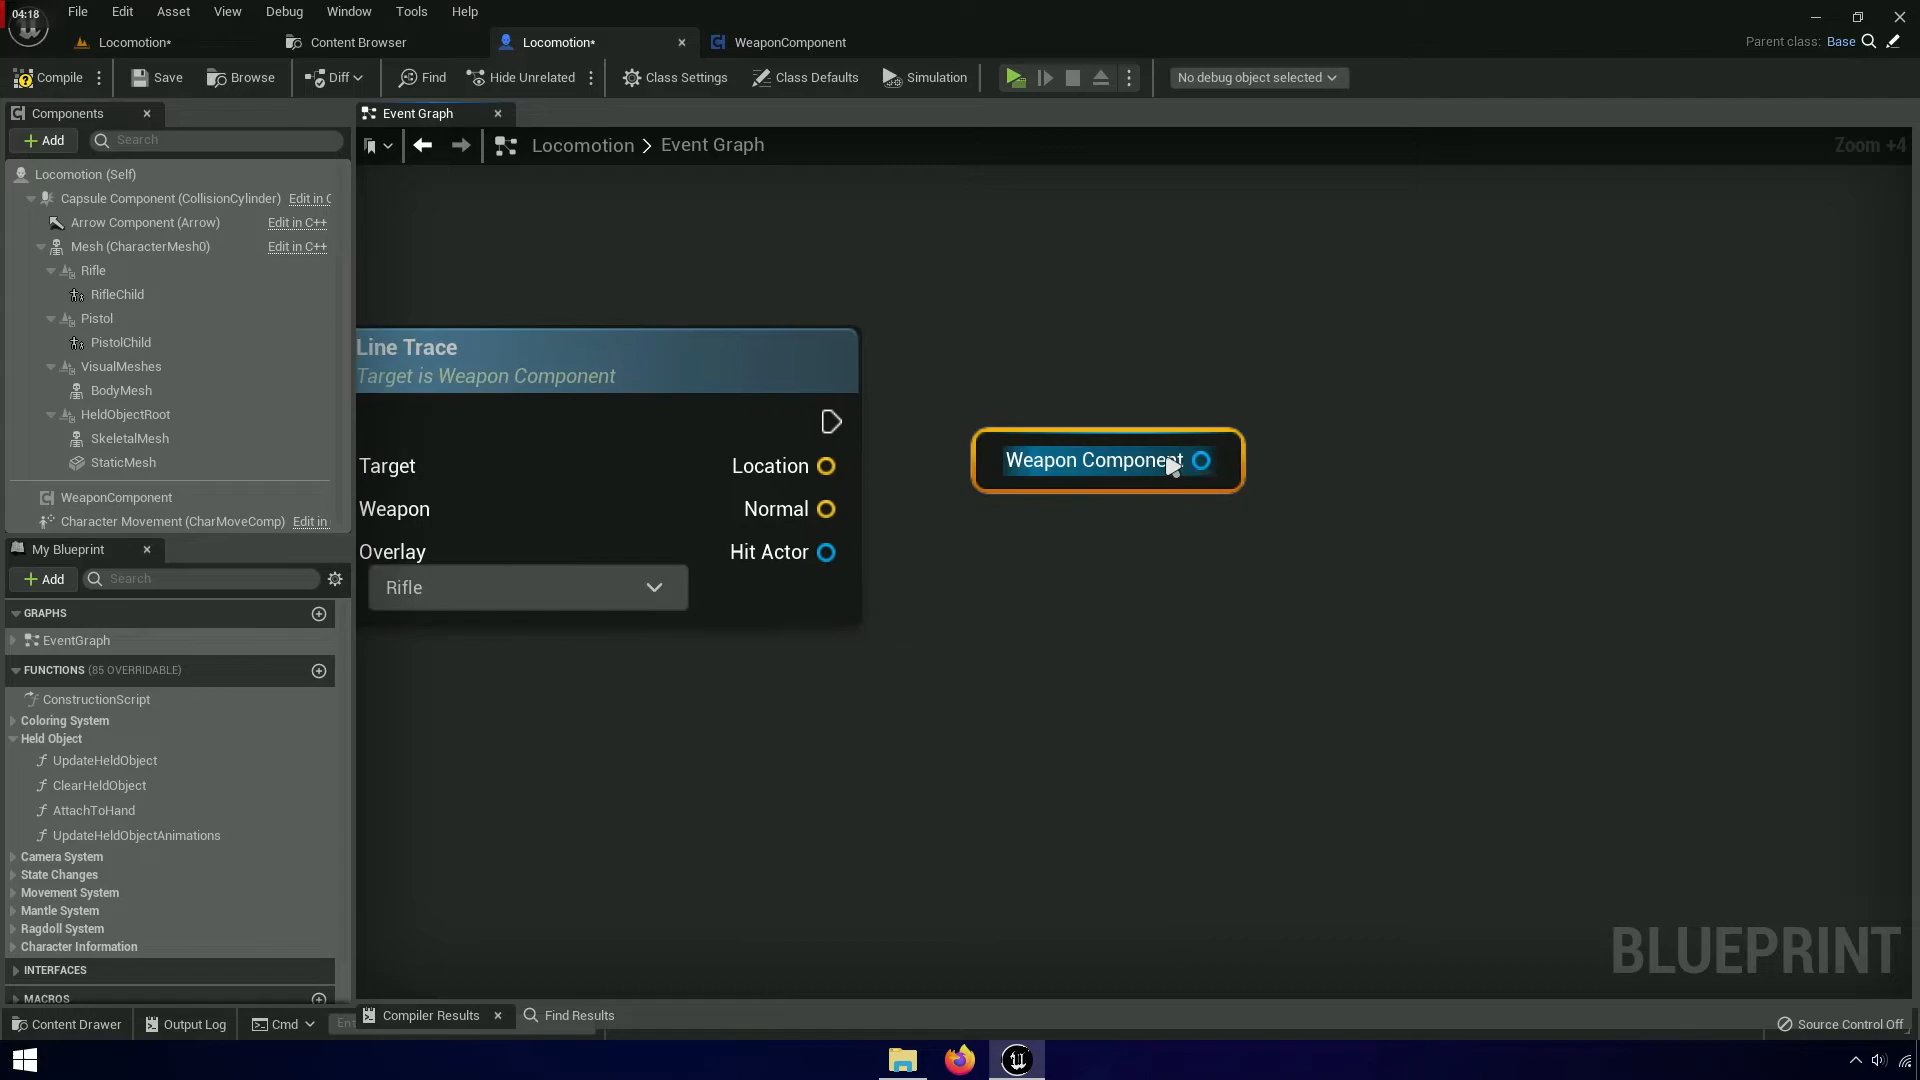 04:18
File Edit Asset View Debug Window Tools Help
Locomotion* Content Browser Locomotion* WeaponComponent
Parent class: Base
Compile Save Browse Diff Find Hide Unrelated Class Settings Class Defaults Simulation No debug object selected
Components
Event Graph
Add Search
Locomotion > Event Graph
Zoom +4
Locomotion (Self)
Capsule Component (CollisionCylinder) Edit in C
Arrow Component (Arrow) Edit in C++
Mesh (CharacterMesh0) Edit in C++
Rifle
RifleChild
Pistol
PistolChild
VisualMeshes
BodyMesh
HeldObjectRoot
SkeletalMesh
StaticMesh
WeaponComponent
Character Movement (CharMoveComp) Edit in
Line Trace
Target is Weapon Component
Target Location
Weapon Normal
Overlay Hit Actor
Rifle
Weapon Component
My Blueprint
Add Search
GRAPHS
EventGraph
FUNCTIONS (85 OVERRIDABLE)
ConstructionScript
Coloring System
Held Object
UpdateHeldObject
ClearHeldObject
AttachToHand
UpdateHeldObjectAnimations
Camera System
State Changes
Movement System
Mantle System
Ragdoll System
Character Information
INTERFACES
MACROS
BLUEPRINT
Compiler Results Find Results
Content Drawer Output Log Cmd Ent
Source Control Off